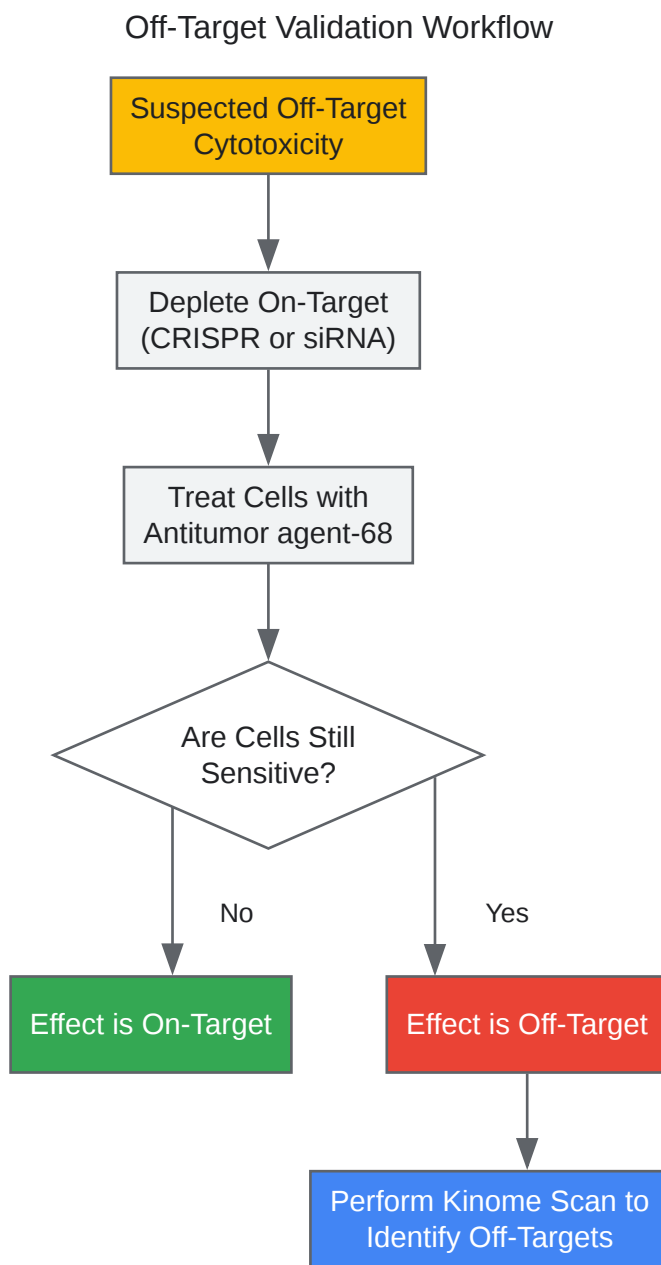 Off-Target Validation Workflow
Suspected Off-Target
Cytotoxicity
Deplete On-Target
(CRISPR or siRNA)
Treat Cells with
Antitumor agent-68
Are Cells Still
Sensitive?
No
Yes
Effect is On-Target
Effect is Off-Target
Perform Kinome Scan to
Identify Off-Targets